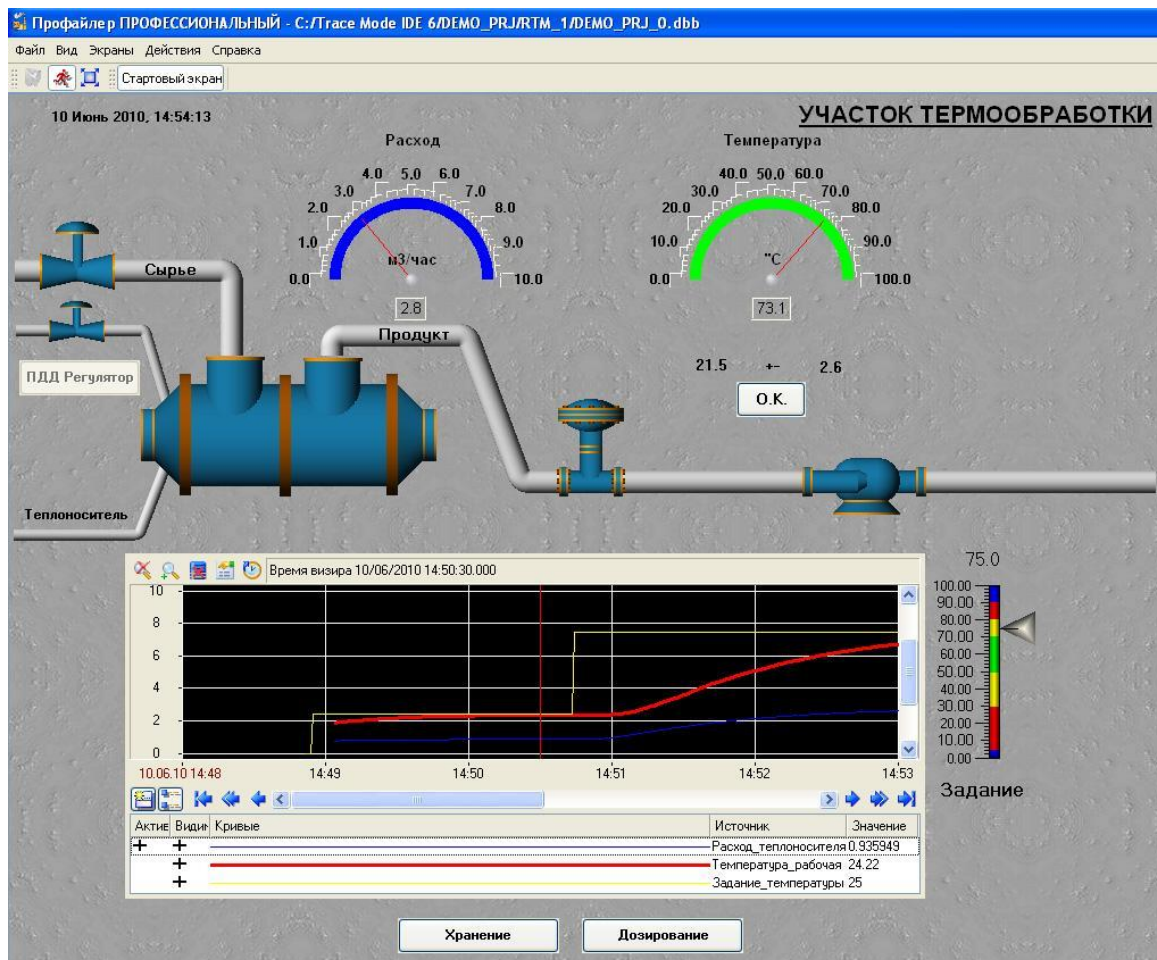 Профайлер ПРОФЕССИОНАЛЬНЫЙ - C:/Trace Mode IDE 6/DEMO_PRJ/RTM_1/DEMO_PRJ_0.dbb
Файл Вид Экраны Действия Справка
Стартовый экран
10 Июнь 2010, 14:54:13
УЧАСТОК ТЕРМООБРАБОТКИ
Расход
0.0 1.0 2.0 3.0 4.0 5.0 6.0 7.0 8.0 9.0 10.0
м3/час
2.8
Температура
0.0 10.0 20.0 30.0 40.0 50.0 60.0 70.0 80.0 90.0 100.0
°C
73.1
Сырье
Продукт
ПДД Регулятор
21.5 +- 2.6
O.K.
Теплоноситель
Время визира 10/06/2010 14:50:30.000
10
8
6
4
2
0
10.06.10 14:48 14:49 14:50 14:51 14:52 14:53
Актив Видим Кривые Источник Значение
Расход_теплоносителя 0.935949
Температура_рабочая 24.22
Задание_температуры 25
75.0
100.00
90.00
80.00
70.00
60.00
50.00
40.00
30.00
20.00
10.00
0.00
Задание
Хранение Дозирование